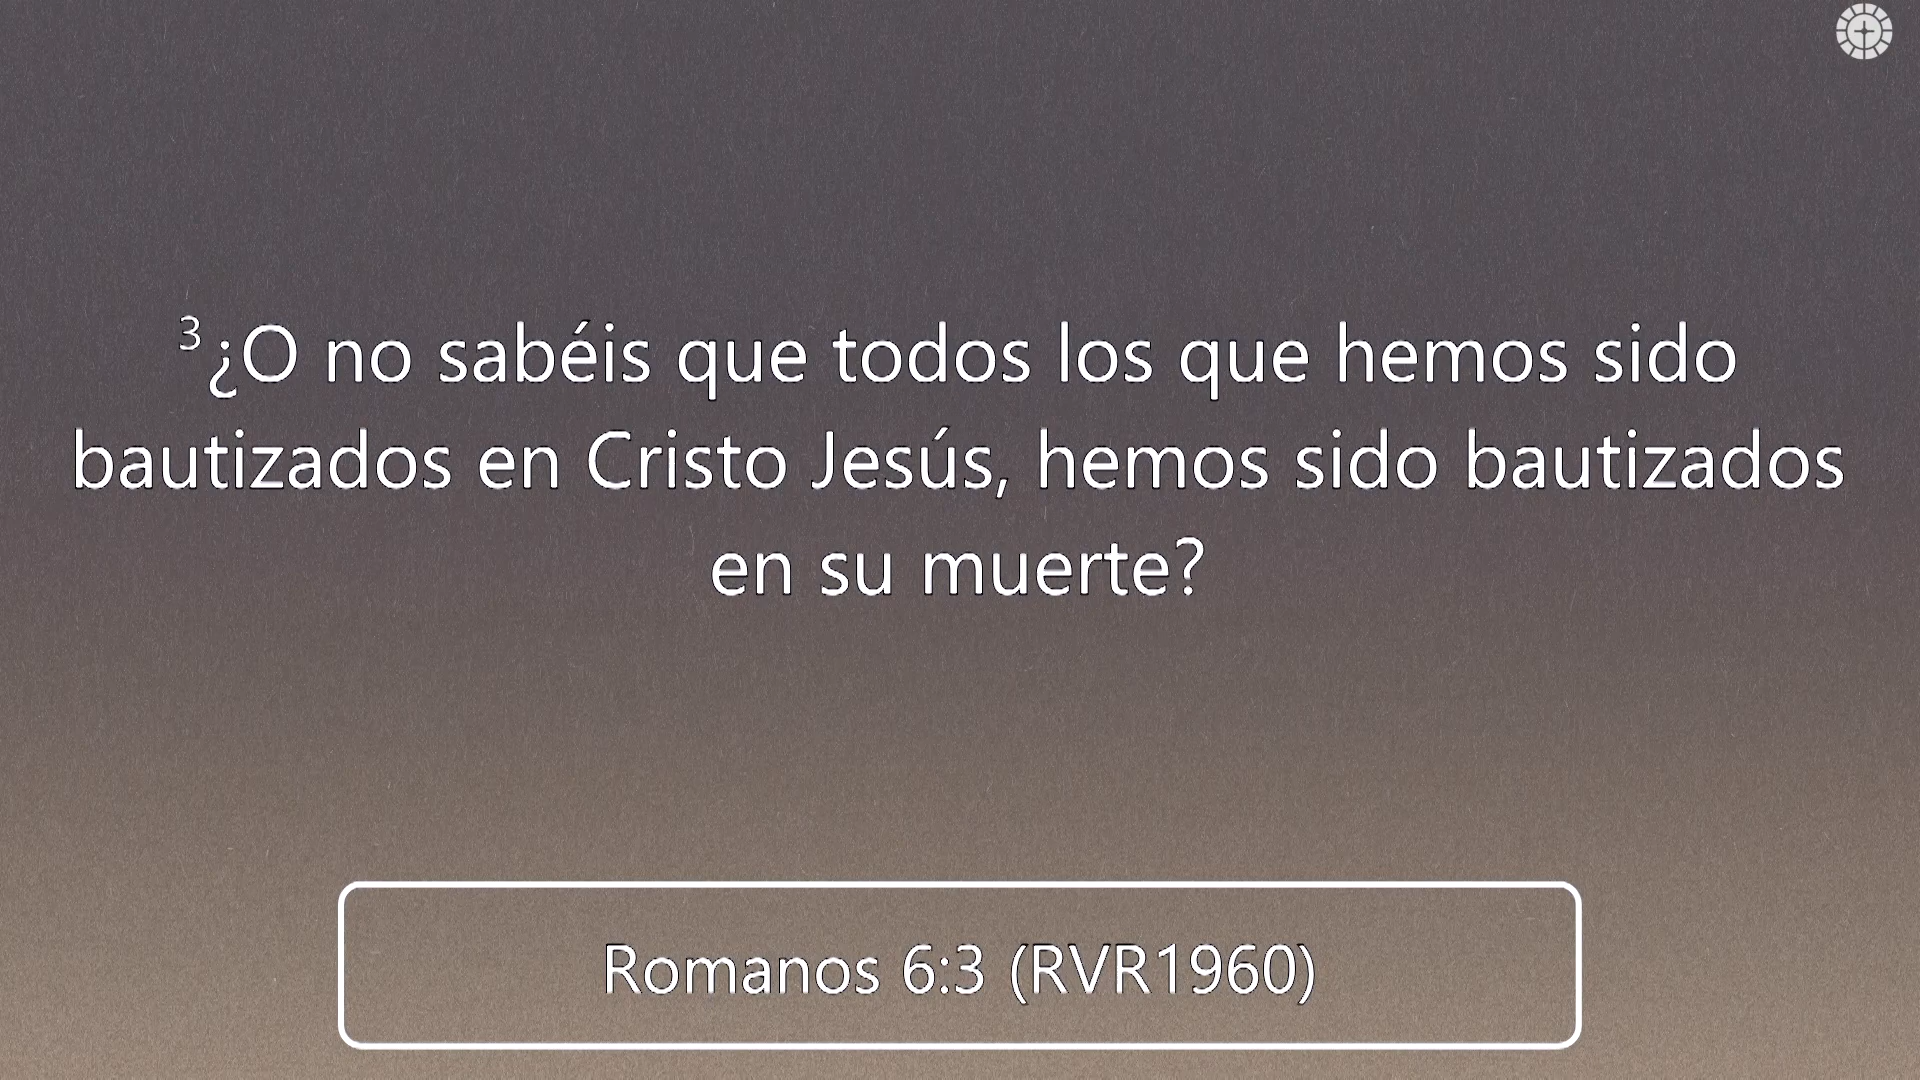 ³¿O no sabéis que todos los que hemos sido
bautizados en Cristo Jesús, hemos sido bautizados
en su muerte?
Romanos 6:3 (RVR1960)